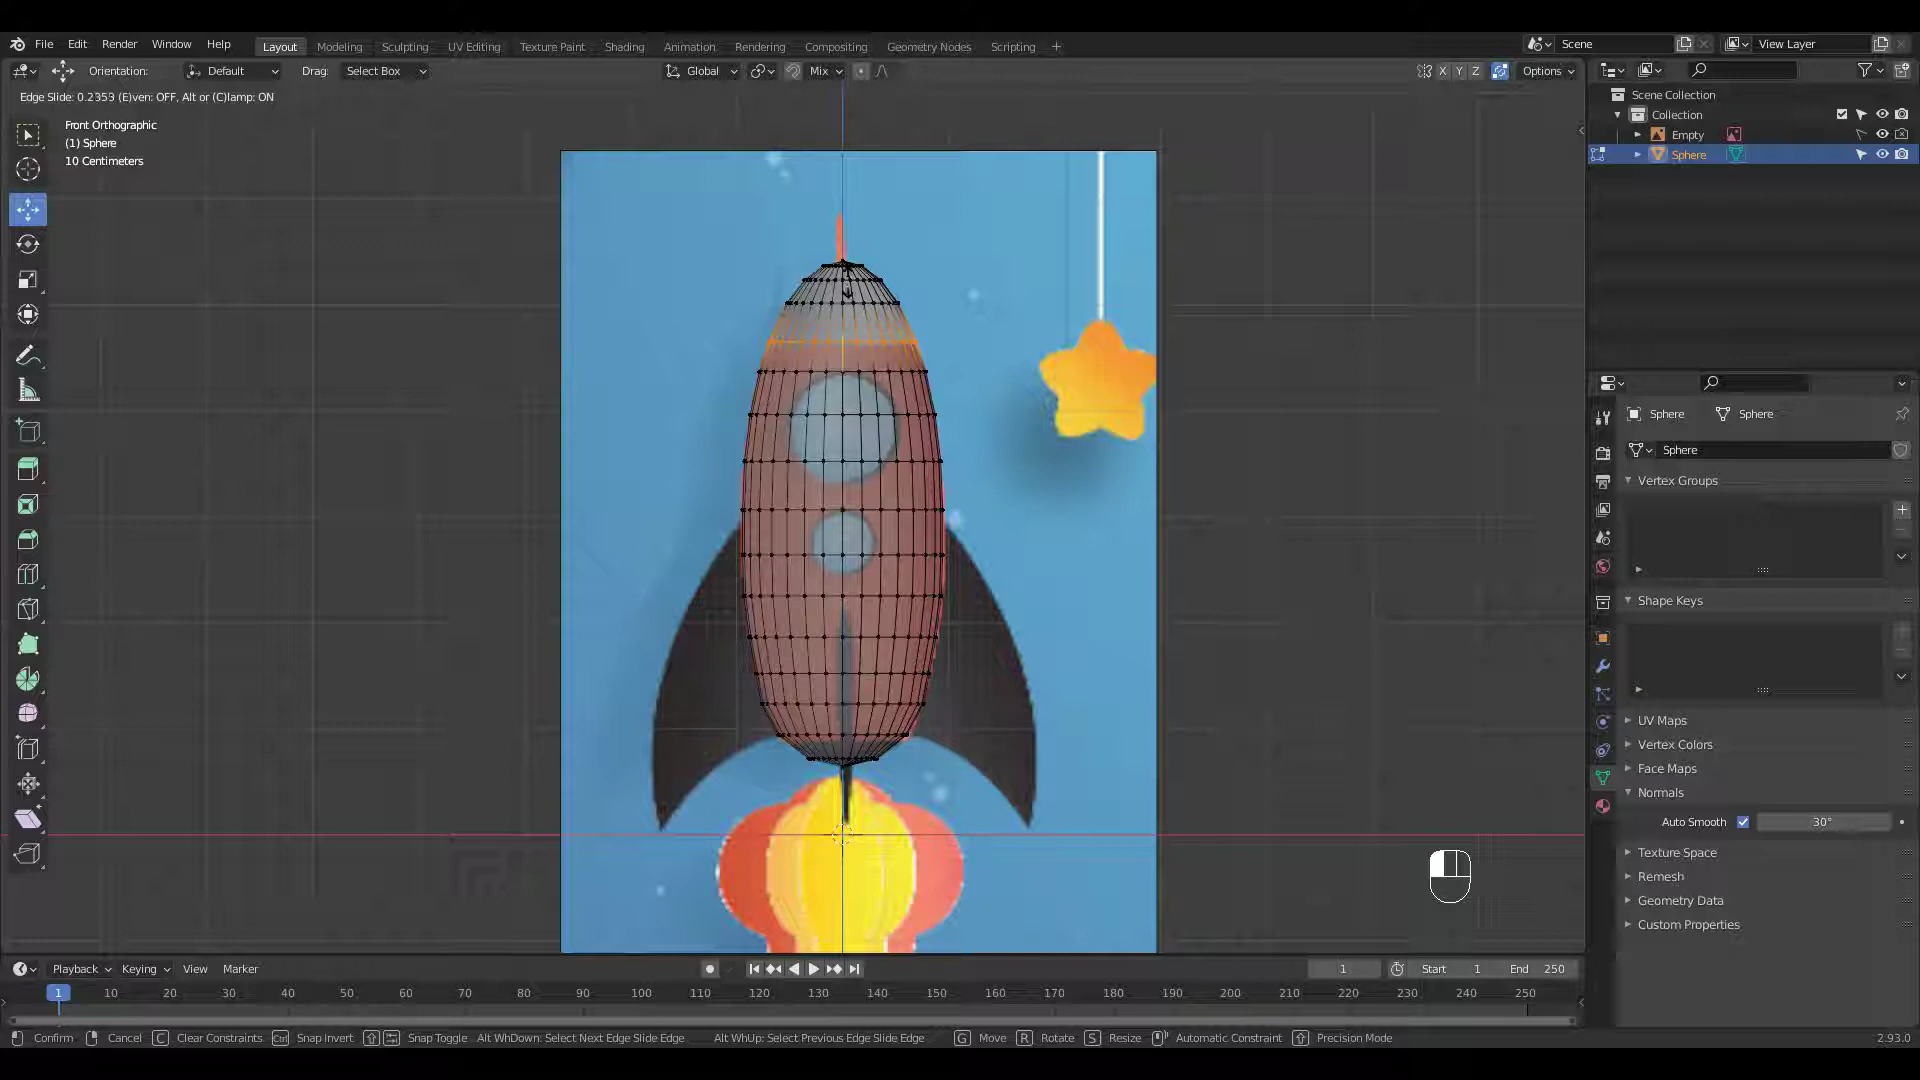 File Edit Render Window Help Layout Modeling Sculpting UV Editing Texture Paint Shading Animation Rendering Compositing Geometry Nodes Scripting + Scene View Layer
Orientation: Default Drag: Select Box Global Mix X Y Z Options
Edge Slide: 0.2353 (E)ven: OFF, Alt or (C)lamp: ON
Front Orthographic
(1) Sphere
10 Centimeters
Scene Collection
Collection
Empty
Sphere
Sphere Sphere
Sphere
Vertex Groups
Shape Keys
UV Maps
Vertex Colors
Face Maps
Normals
Auto Smooth 30°
Texture Space
Remesh
Geometry Data
Custom Properties
Playback Keying View Marker 1 Start 1 End 250
1 10 20 30 40 50 60 70 80 90 100 110 120 130 140 150 160 170 180 190 200 210 220 230 240 250
Confirm Cancel C Clear Constraints Ctrl Snap Invert Snap Toggle Alt WhDown: Select Next Edge Slide Edge Alt WhUp: Select Previous Edge Slide Edge G Move R Rotate S Resize Automatic Constraint Precision Mode 2.93.0